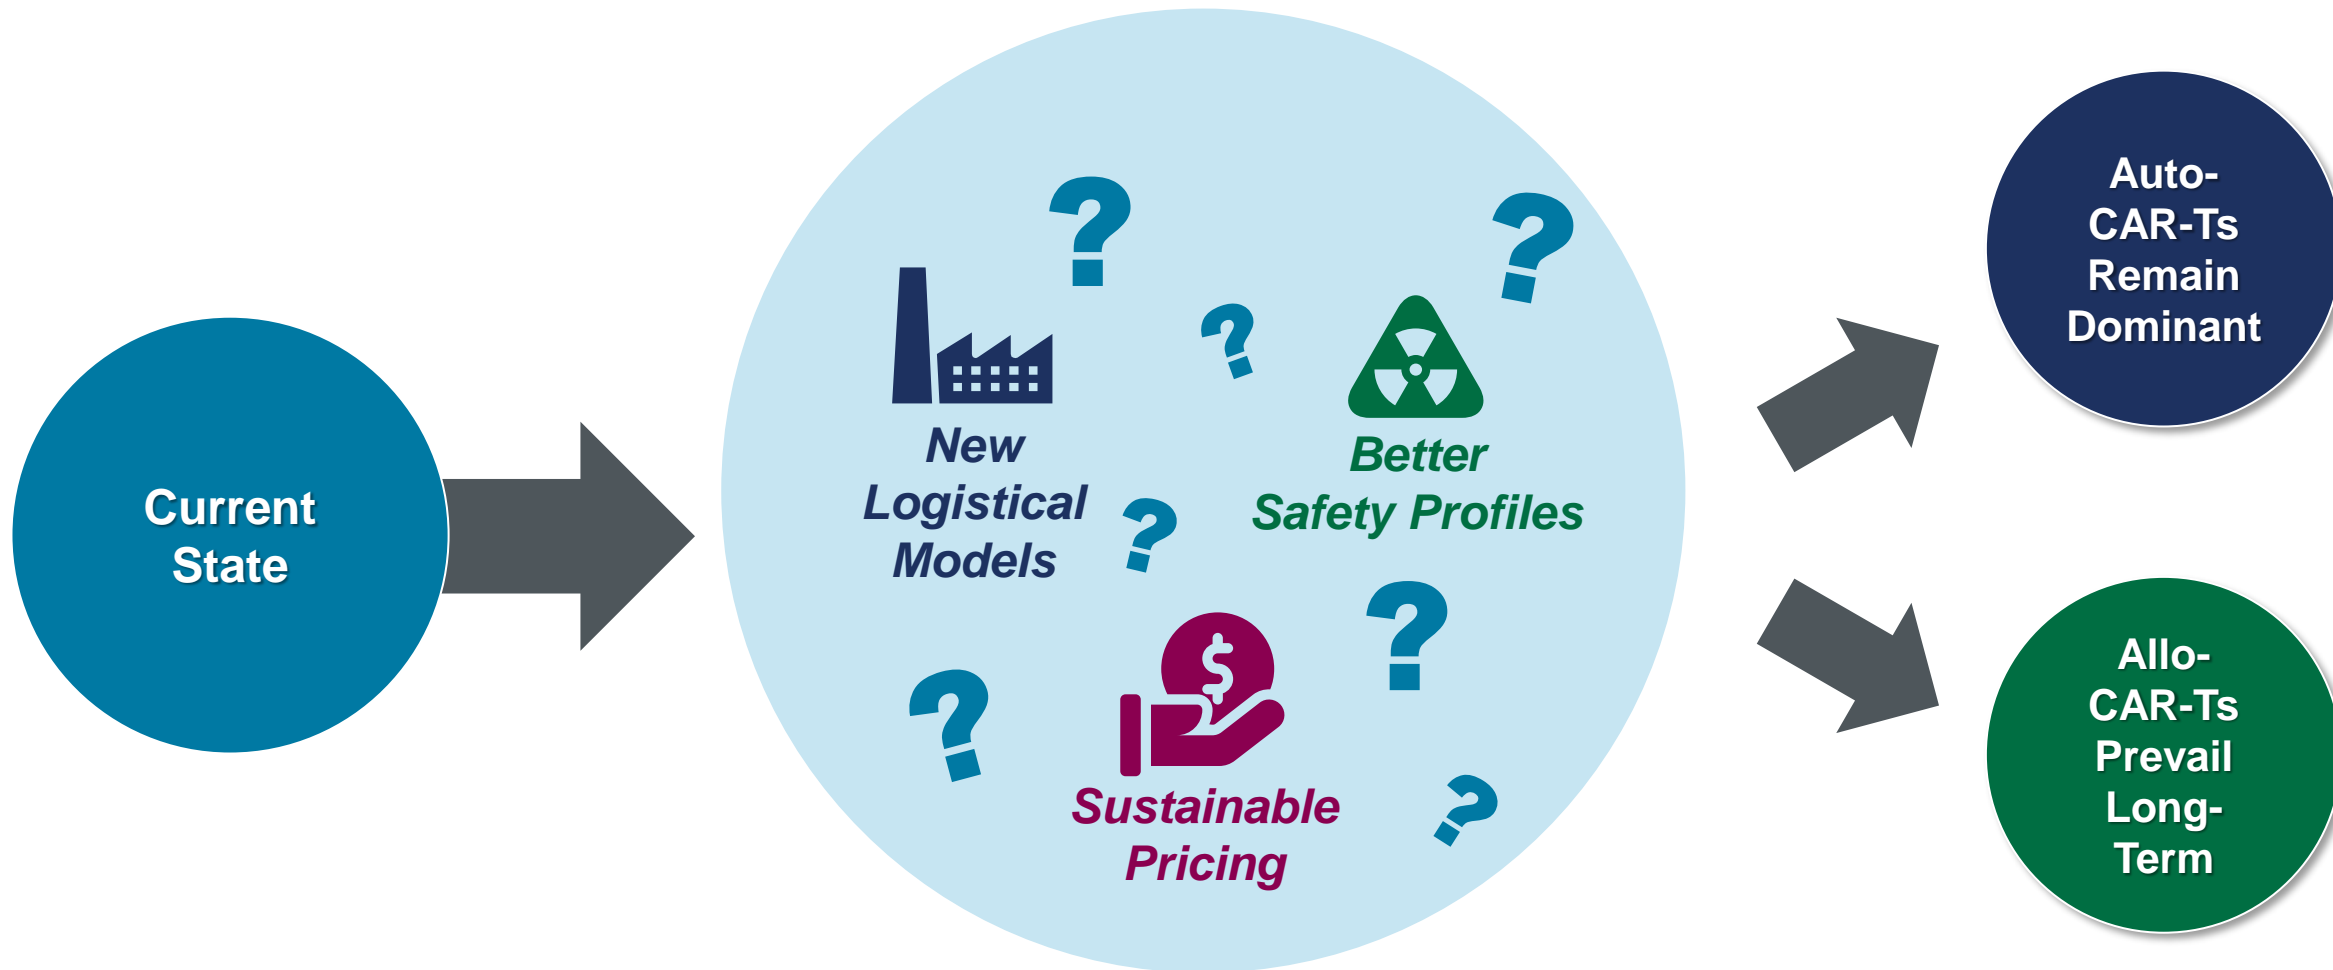 Current
State
?
?
?
New
Logistical
Models
Better
Safety Profiles
?
?
?
$
Sustainable
Pricing
?
Auto-
CAR-Ts
Remain
Dominant
Allo-
CAR-Ts
Prevail
Long-
Term